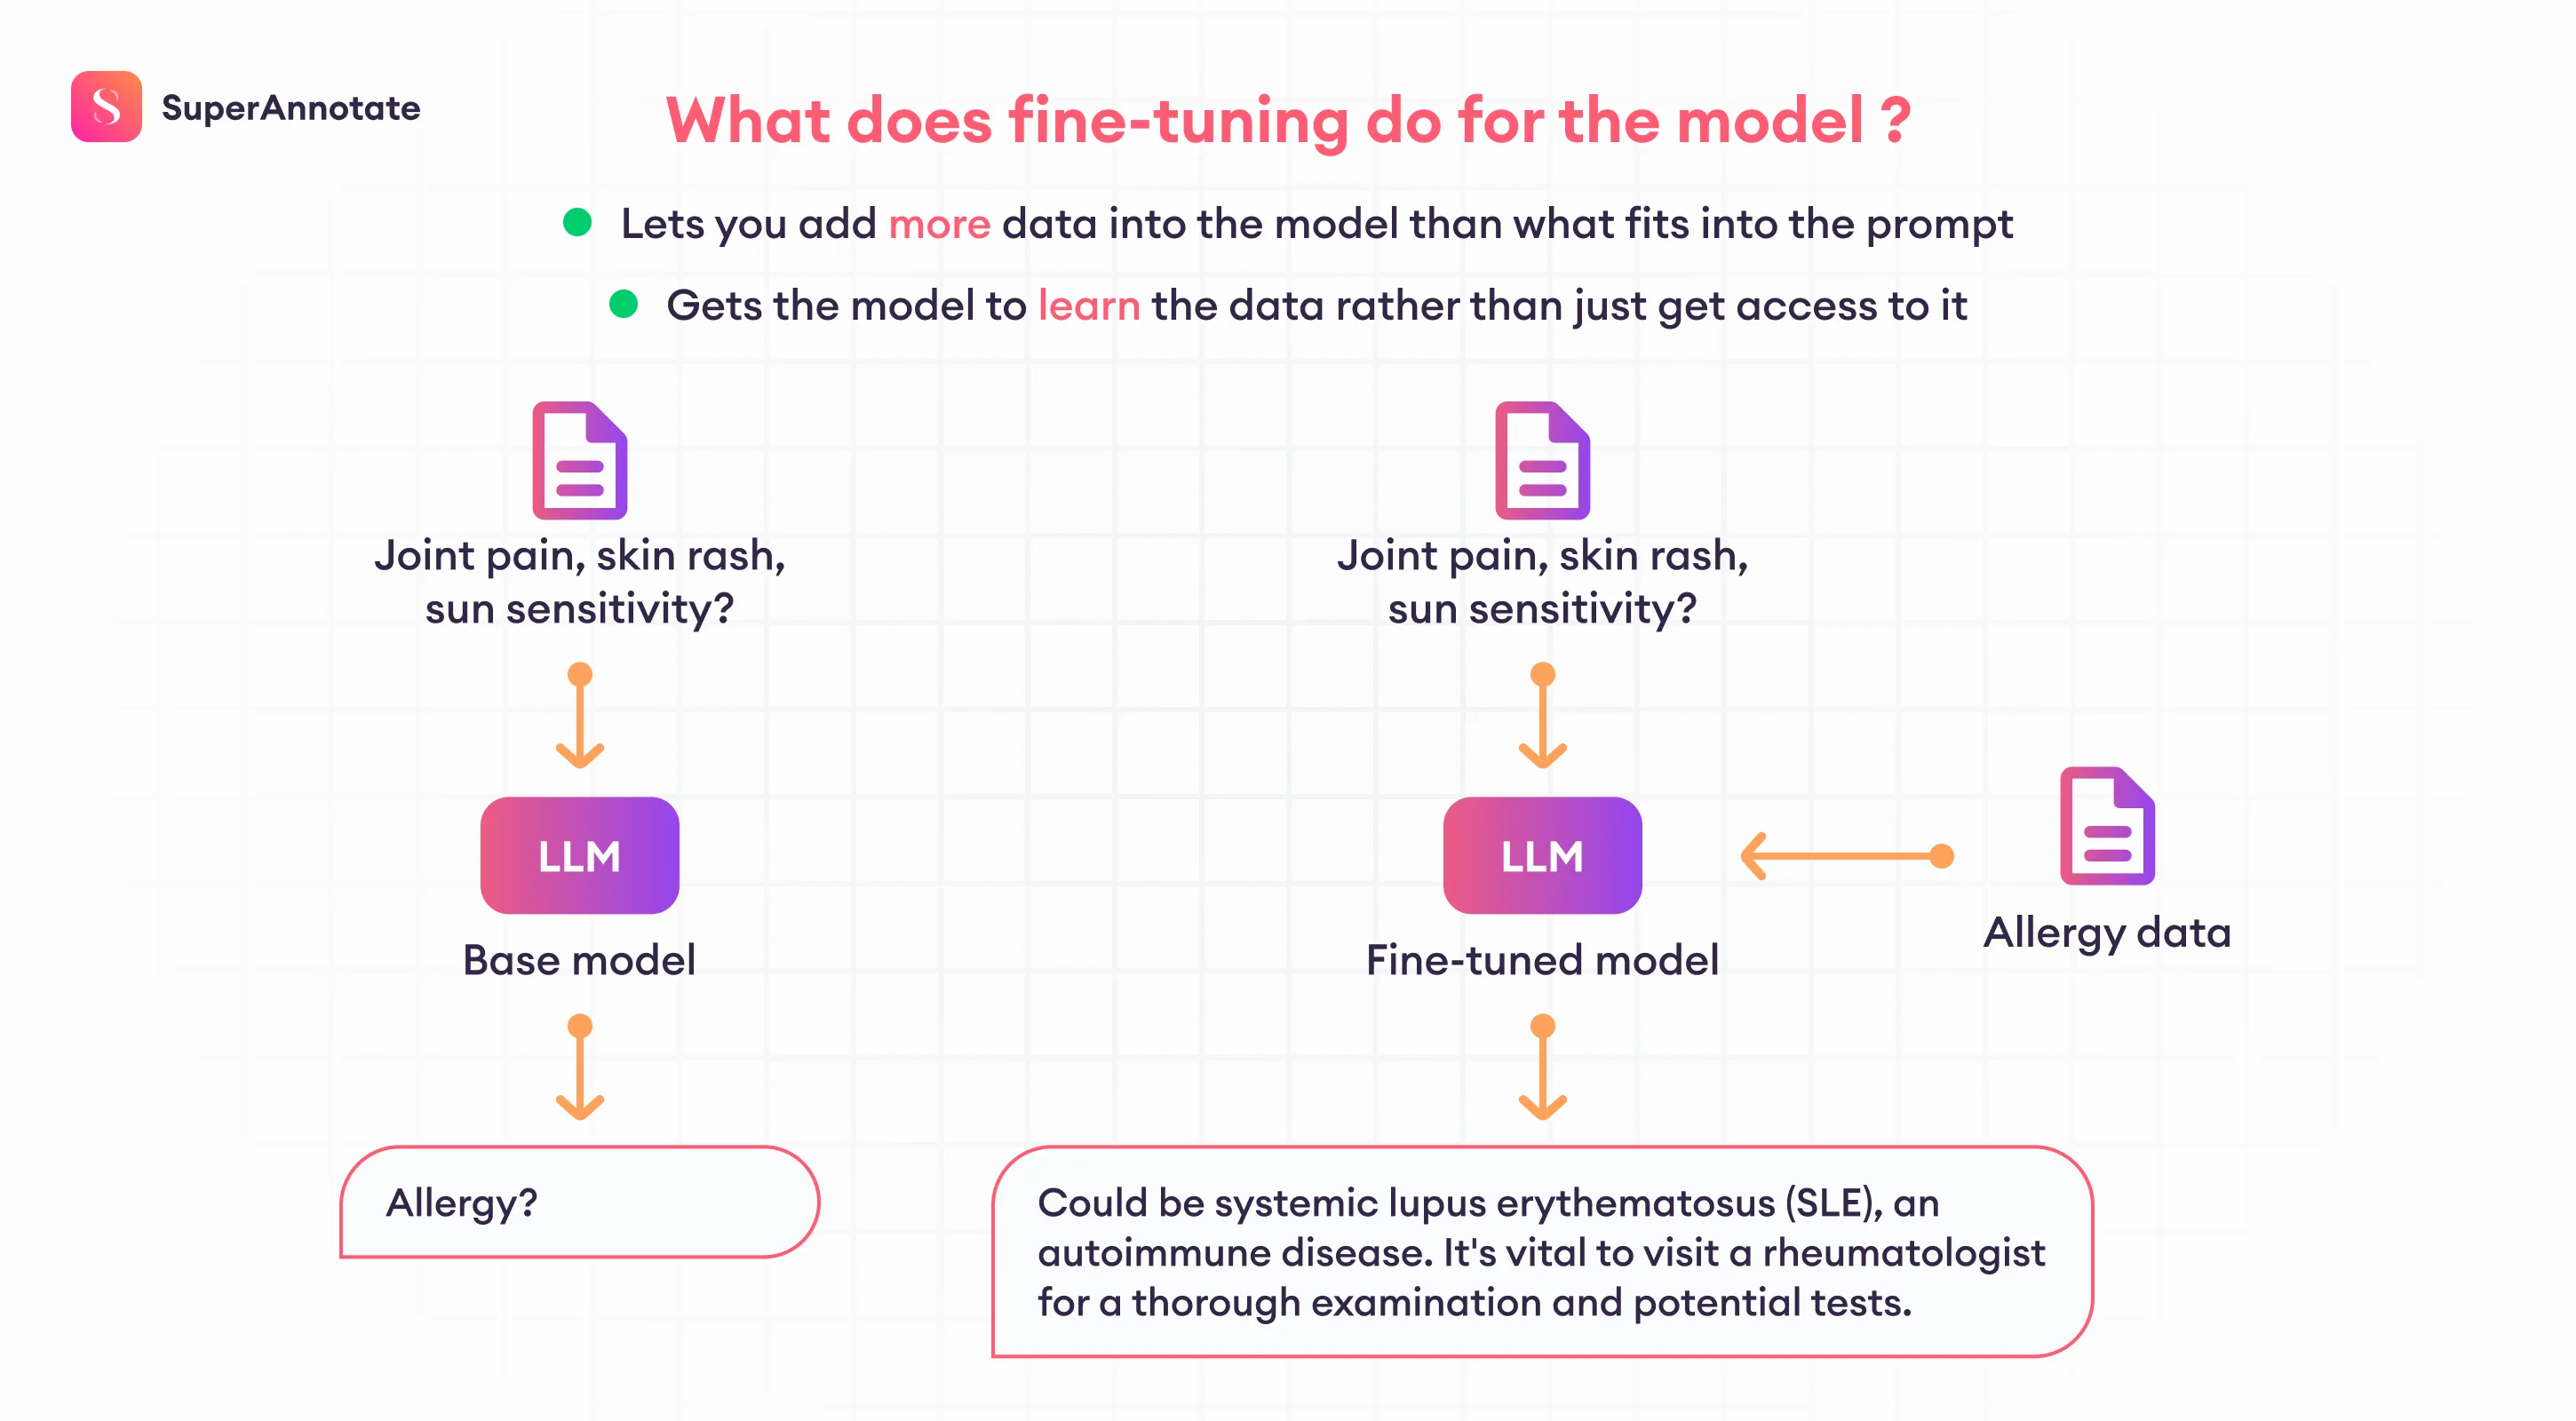 SuperAnnotate
What does fine-tuning do for the model ?
Lets you add more data into the model than what fits into the prompt
Gets the model to learn the data rather than just get access to it
Joint pain, skin rash,
sun sensitivity?
LLM
Base model
Allergy?
Joint pain, skin rash,
sun sensitivity?
LLM
Fine-tuned model
Allergy data
Could be systemic lupus erythematosus (SLE), an
autoimmune disease. It's vital to visit a rheumatologist
for a thorough examination and potential tests.